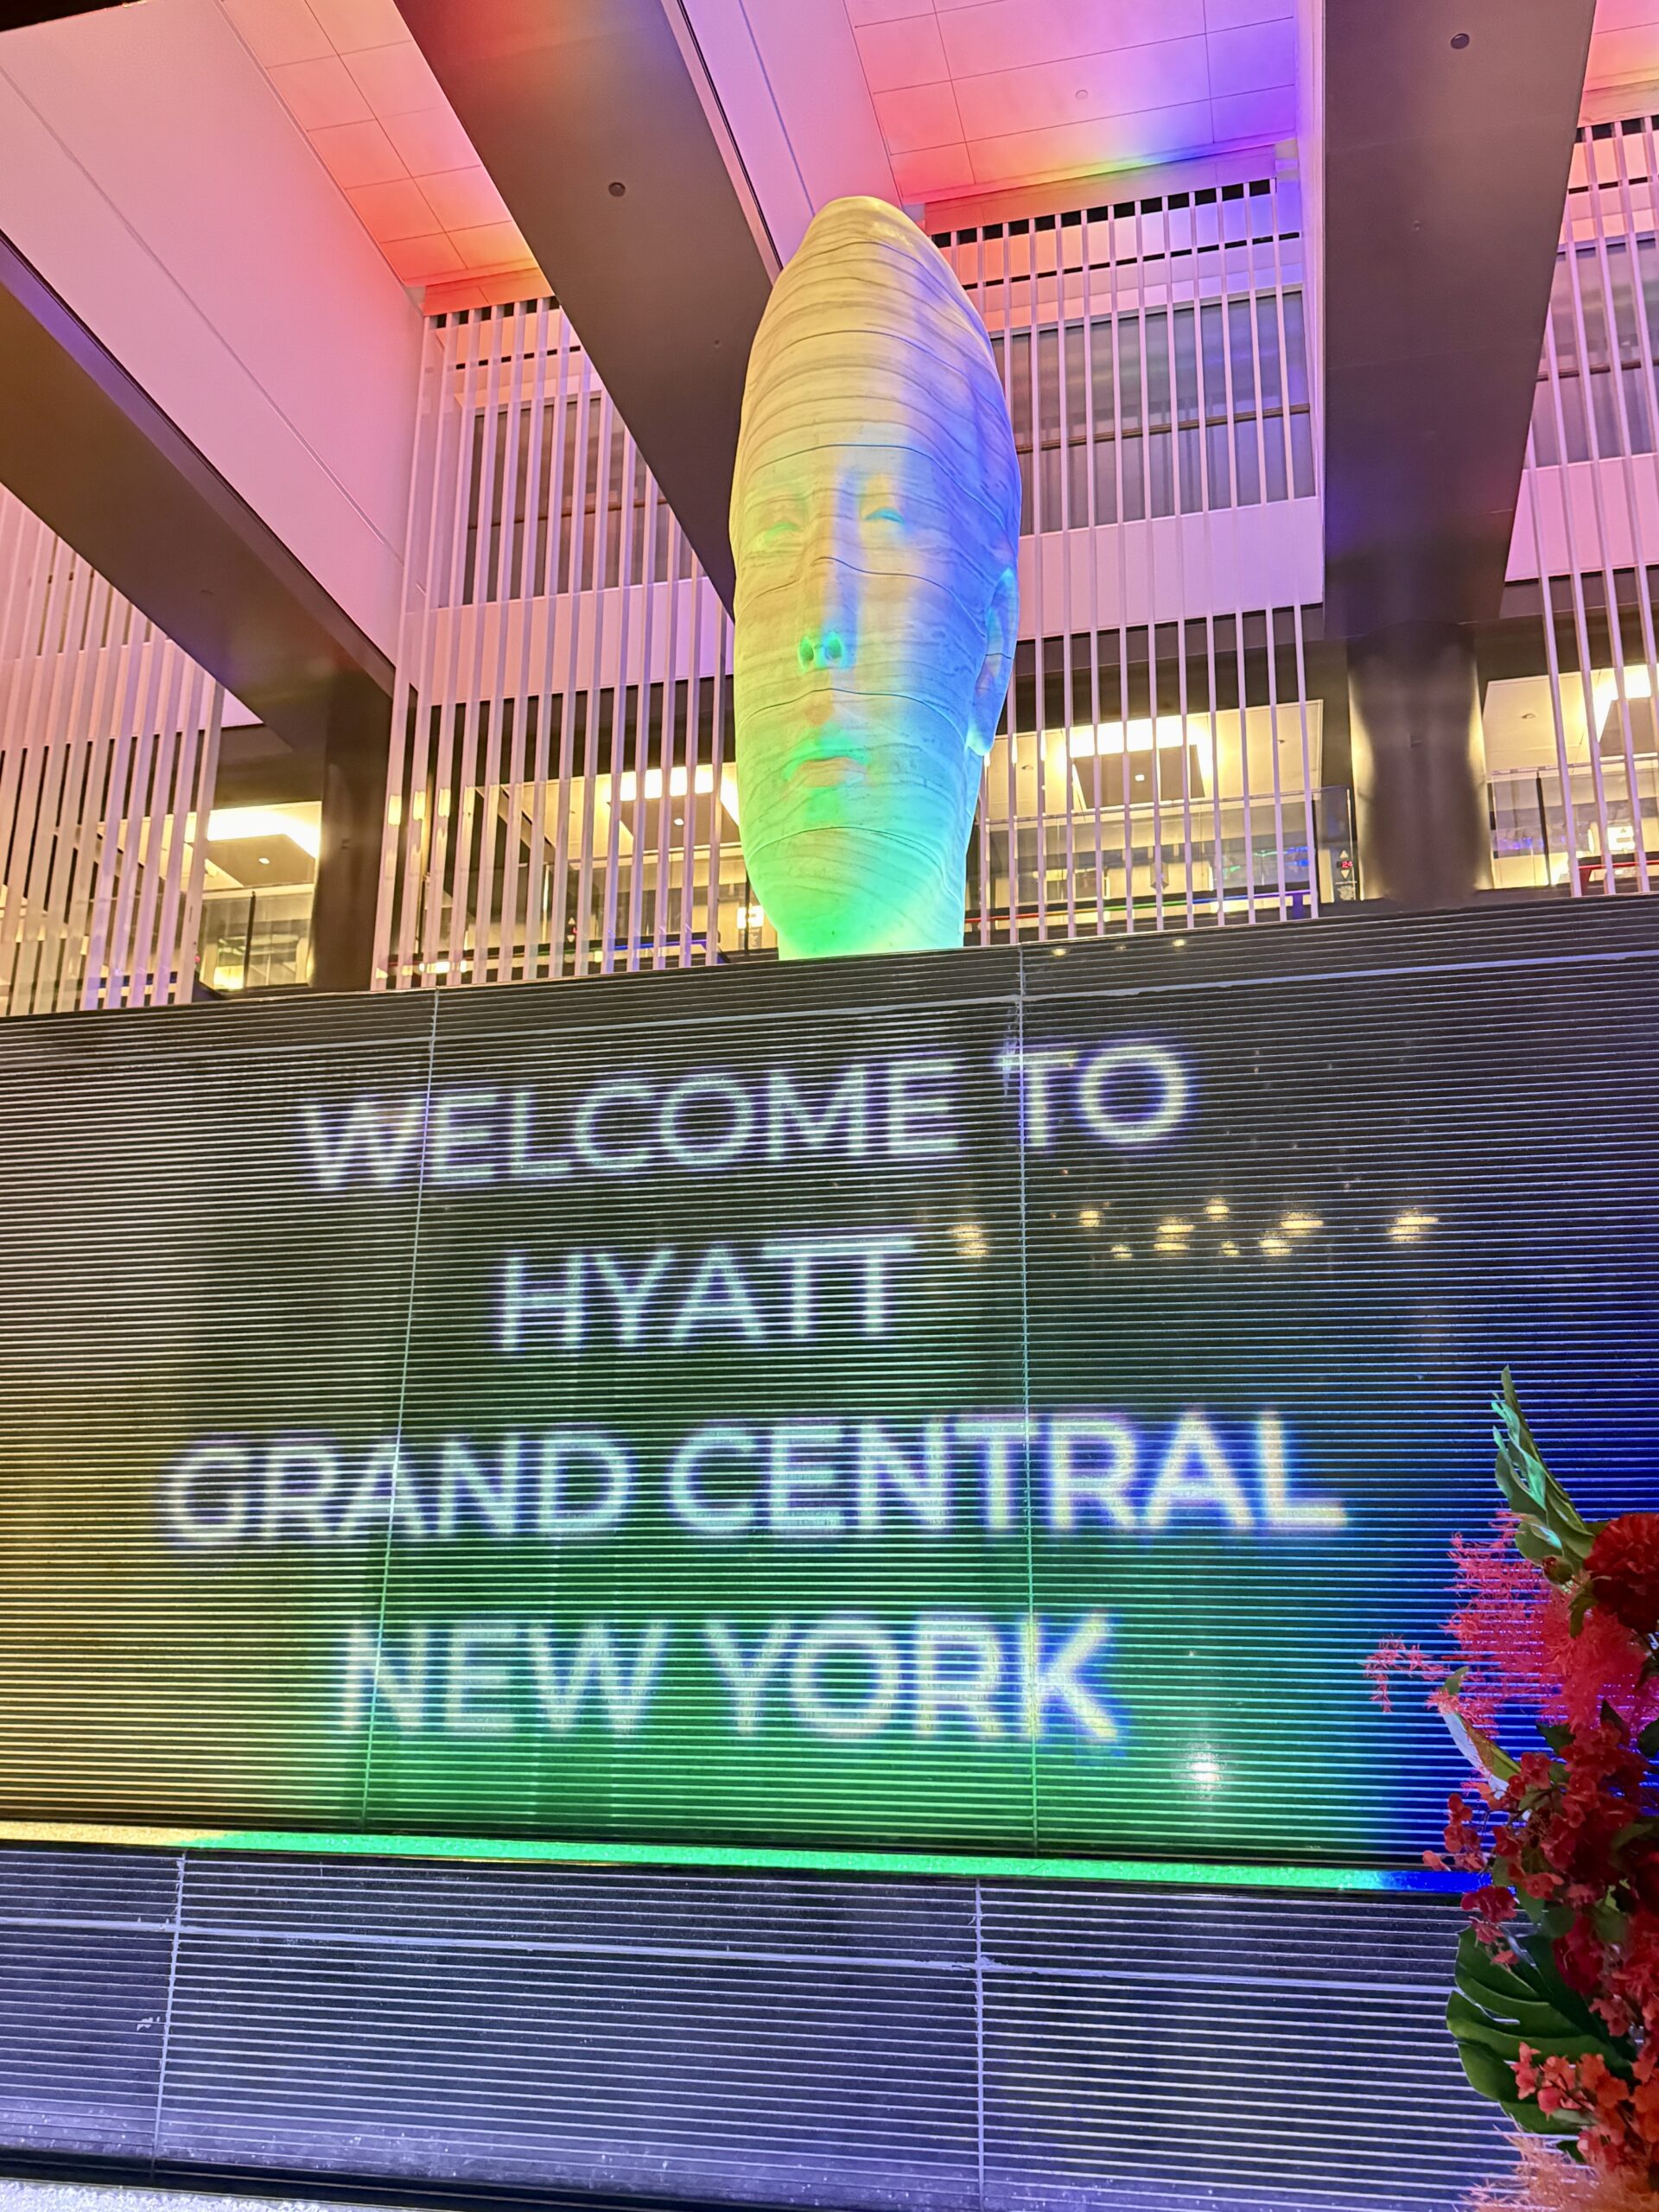 WELCOME TO
HYATT
GRAND CENTRAL
NEW YORK